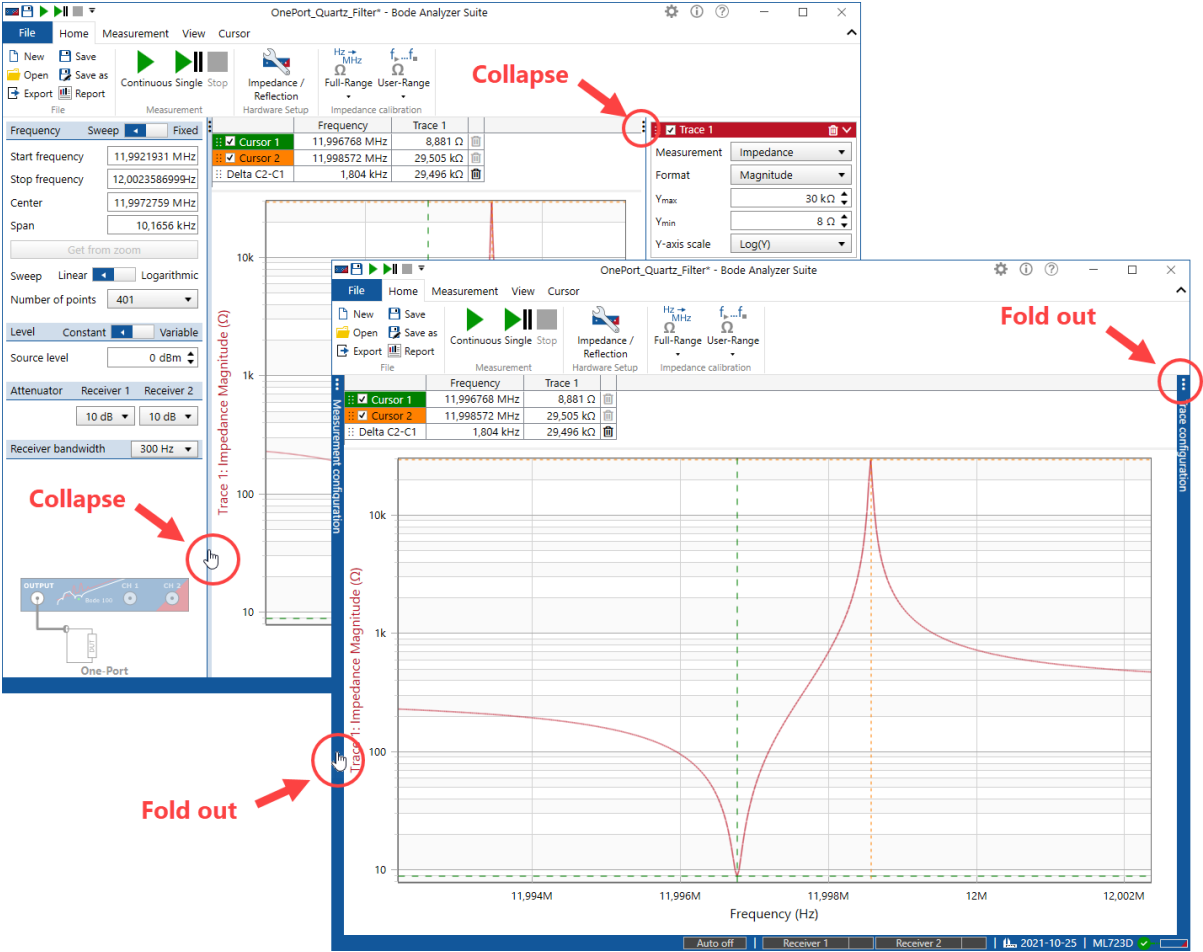 OnePort_Quartz_Filter* - Bode Analyzer Suite
File Home Measurement View Cursor
New Save
Open Save as
Export Report
File
Continuous Single Stop
Measurement
Impedance /
Reflection
Hardware Setup
Hz
MHz
Ω
f...f
Ω
Full-Range User-Range
Impedance calibration
Collapse
Frequency Sweep Fixed
Start frequency 11,9921931 MHz
Stop frequency 12,0023586999Hz
Center 11,9972759 MHz
Span 10,1656 kHz
Get from zoom
Sweep Linear Logarithmic
Number of points 401
Level Constant Variable
Source level 0 dBm
Attenuator Receiver 1 Receiver 2
10 dB 10 dB
Receiver bandwidth 300 Hz
Collapse
OUTPUT CH 1 CH 2
Bode 100
DUT
One-Port
Frequency Trace 1
Cursor 1 11,996768 MHz 8,881 Ω
Cursor 2 11,998572 MHz 29,505 kΩ
Delta C2-C1 1,804 kHz 29,496 kΩ
Trace 1: Impedance Magnitude (Ω)
10k
1k
100
10
Trace 1
Measurement Impedance
Format Magnitude
Ymax 30 kΩ
Ymin 8 Ω
Y-axis scale Log(Y)
OnePort_Quartz_Filter* - Bode Analyzer Suite
File Home Measurement View Cursor
New Save
Open Save as
Export Report
File
Continuous Single Stop
Measurement
Impedance /
Reflection
Hardware Setup
Hz
MHz
Ω
f...f
Ω
Full-Range User-Range
Impedance calibration
Fold out
Measurement configuration
Frequency Trace 1
Cursor 1 11,996768 MHz 8,881 Ω
Cursor 2 11,998572 MHz 29,505 kΩ
Delta C2-C1 1,804 kHz 29,496 kΩ
Trace configuration
Trace 1: Impedance Magnitude (Ω)
10k
1k
100
10
11,994M 11,996M 11,998M 12M 12,002M
Frequency (Hz)
Fold out
Auto off Receiver 1 Receiver 2 2021-10-25 ML723D